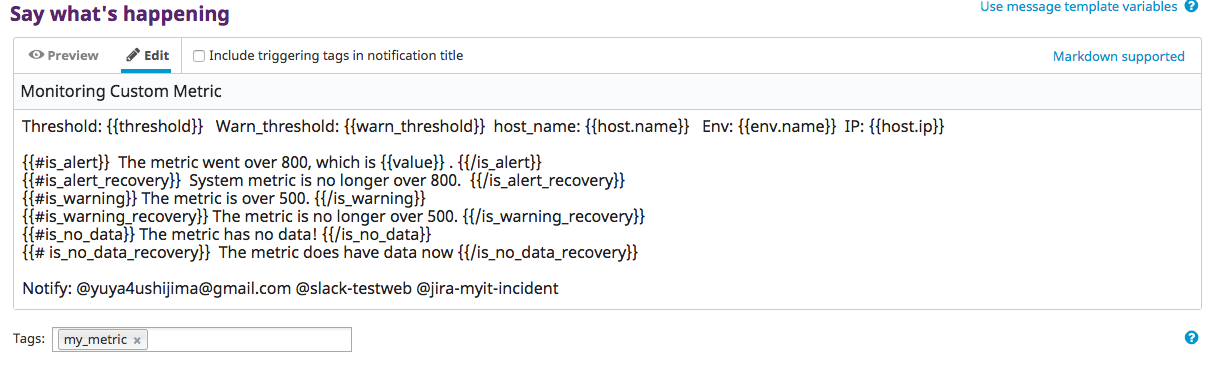 Say what's happening
Use message template variables ?
Preview Edit Include triggering tags in notification title Markdown supported
Monitoring Custom Metric
Threshold: {{threshold}} Warn_threshold: {{warn_threshold}} host_name: {{host.name}} Env: {{env.name}} IP: {{host.ip}}
{{#is_alert}} The metric went over 800, which is {{value}} . {{/is_alert}}
{{#is_alert_recovery}} System metric is no longer over 800. {{/is_alert_recovery}}
{{#is_warning}} The metric is over 500. {{/is_warning}}
{{#is_warning_recovery}} The metric is no longer over 500. {{/is_warning_recovery}}
{{#is_no_data}} The metric has no data! {{/is_no_data}}
{{# is_no_data_recovery}} The metric does have data now {{/is_no_data_recovery}}
Notify: @yuya4ushijima@gmail.com @slack-testweb @jira-myit-incident
Tags: my_metric × ?